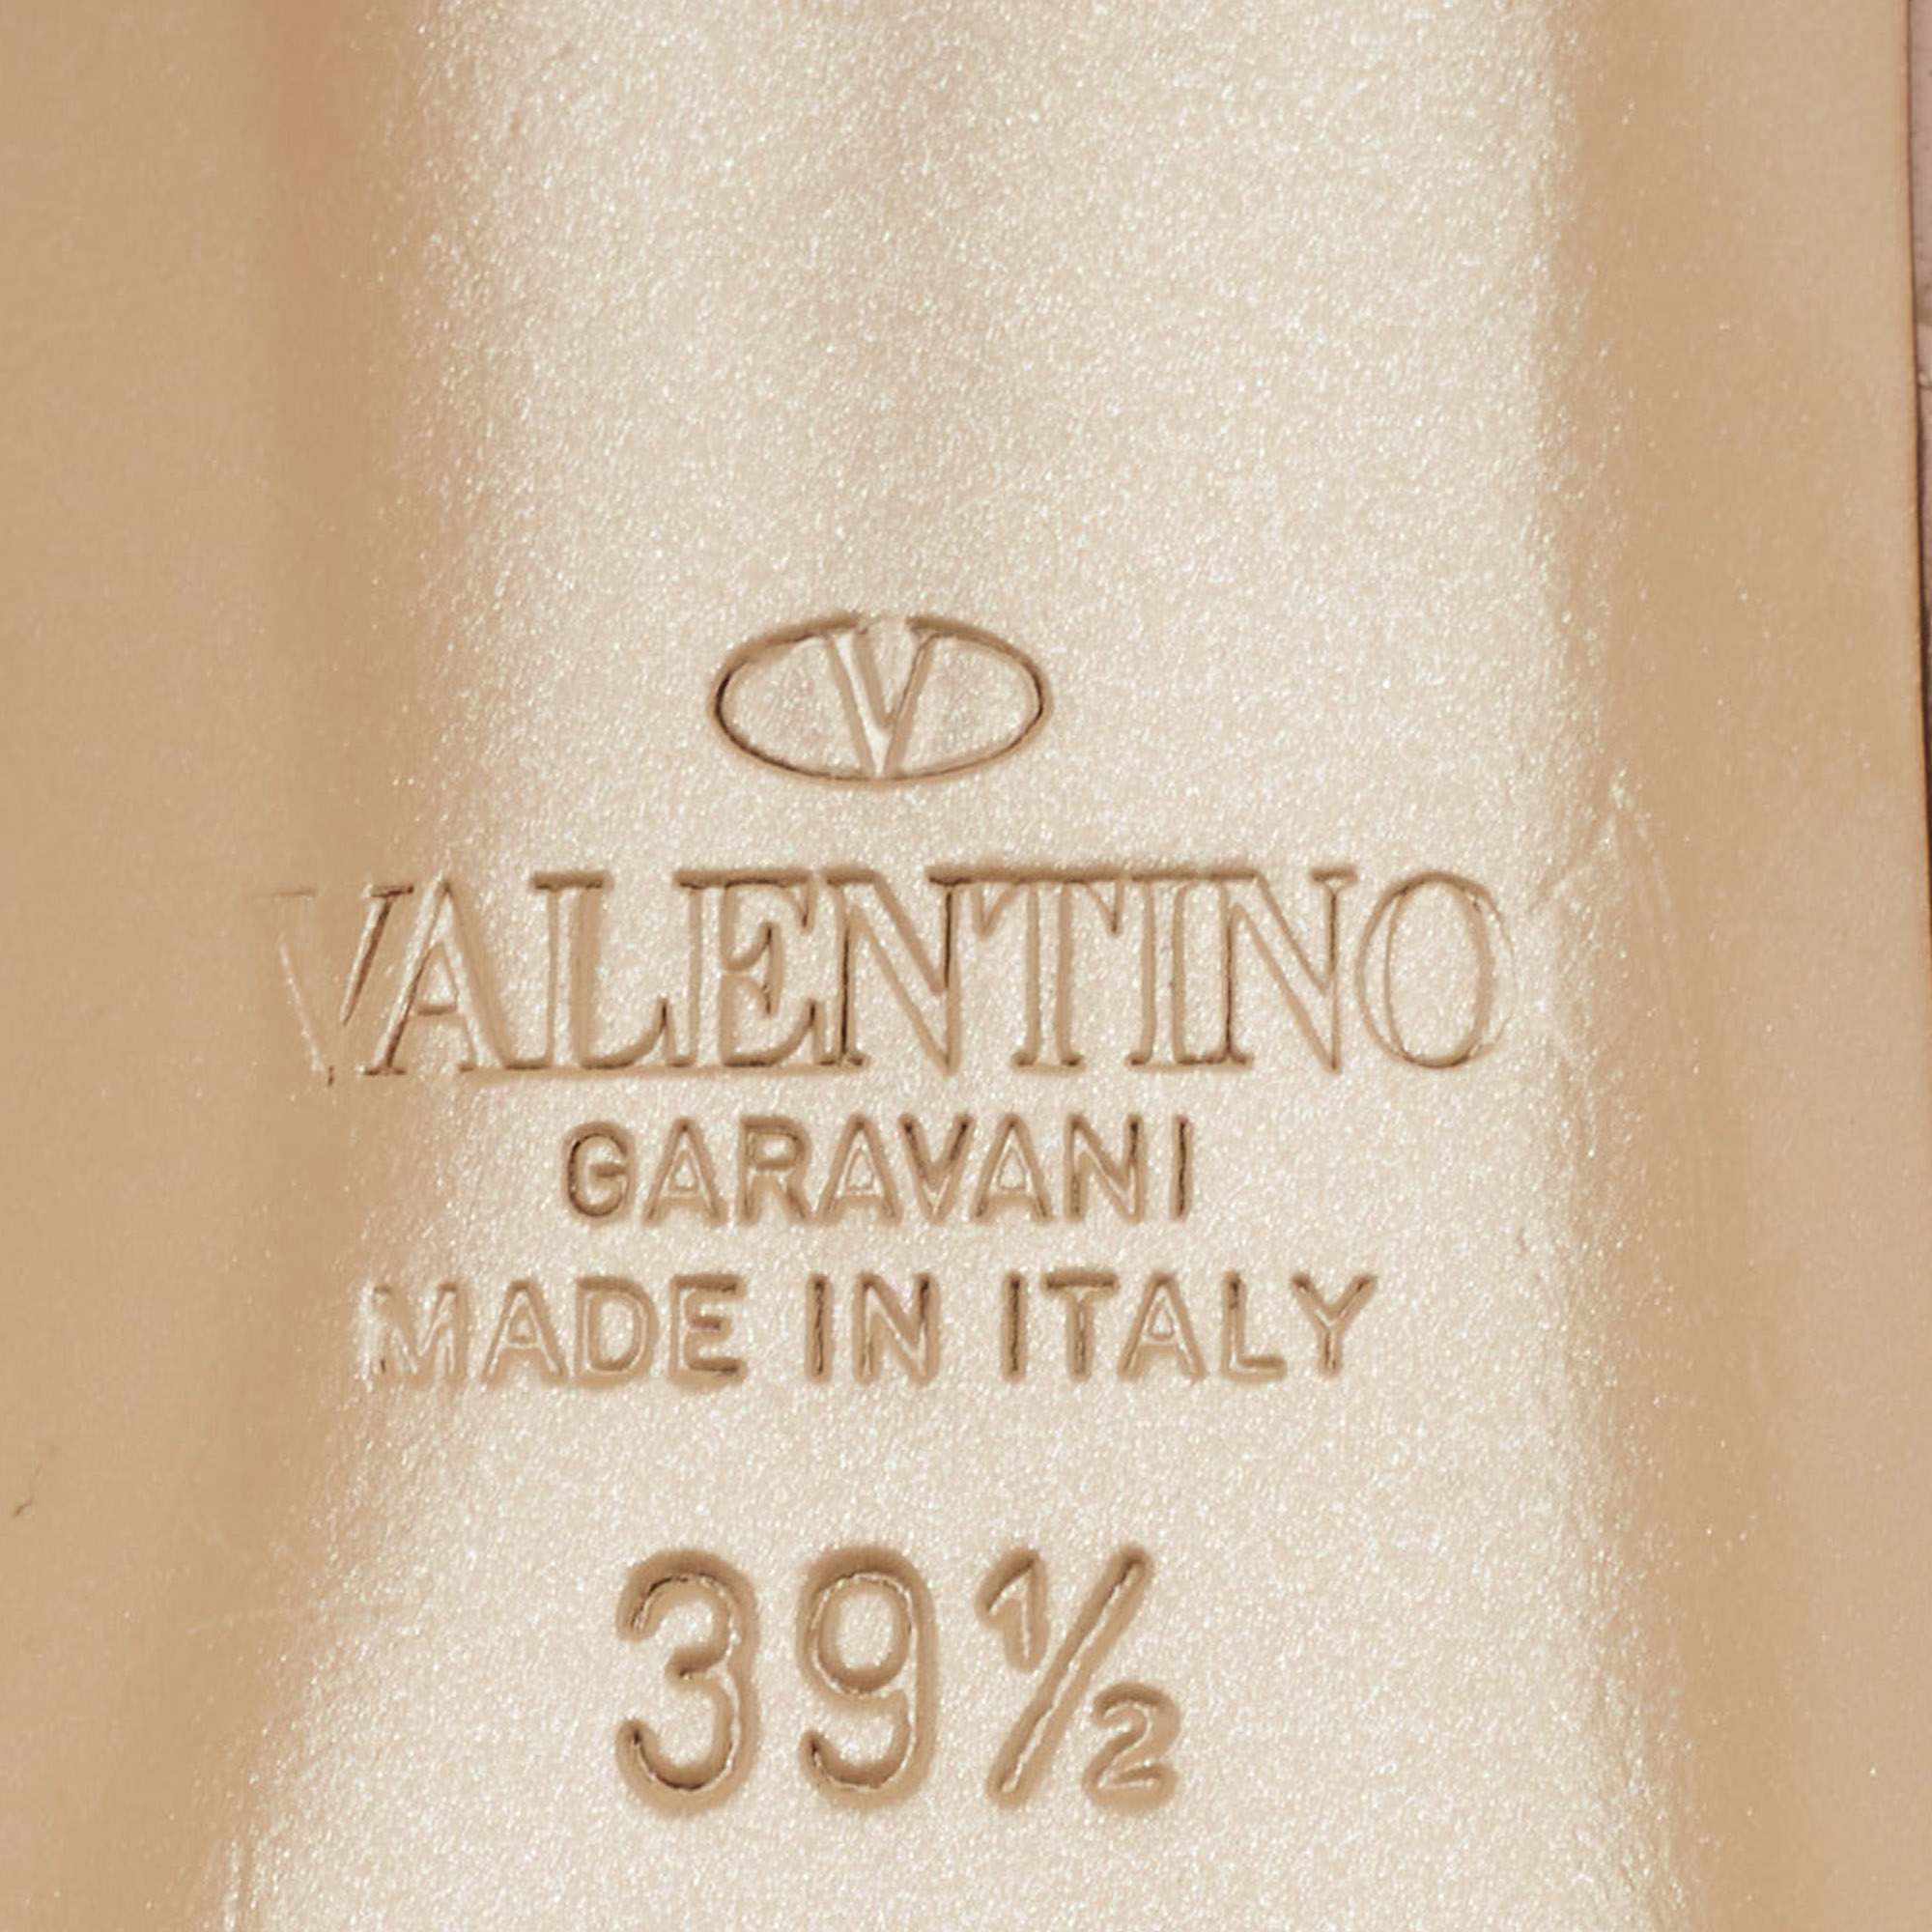 V
VALENTINO
GARAVANI
MADE IN ITALY
39½